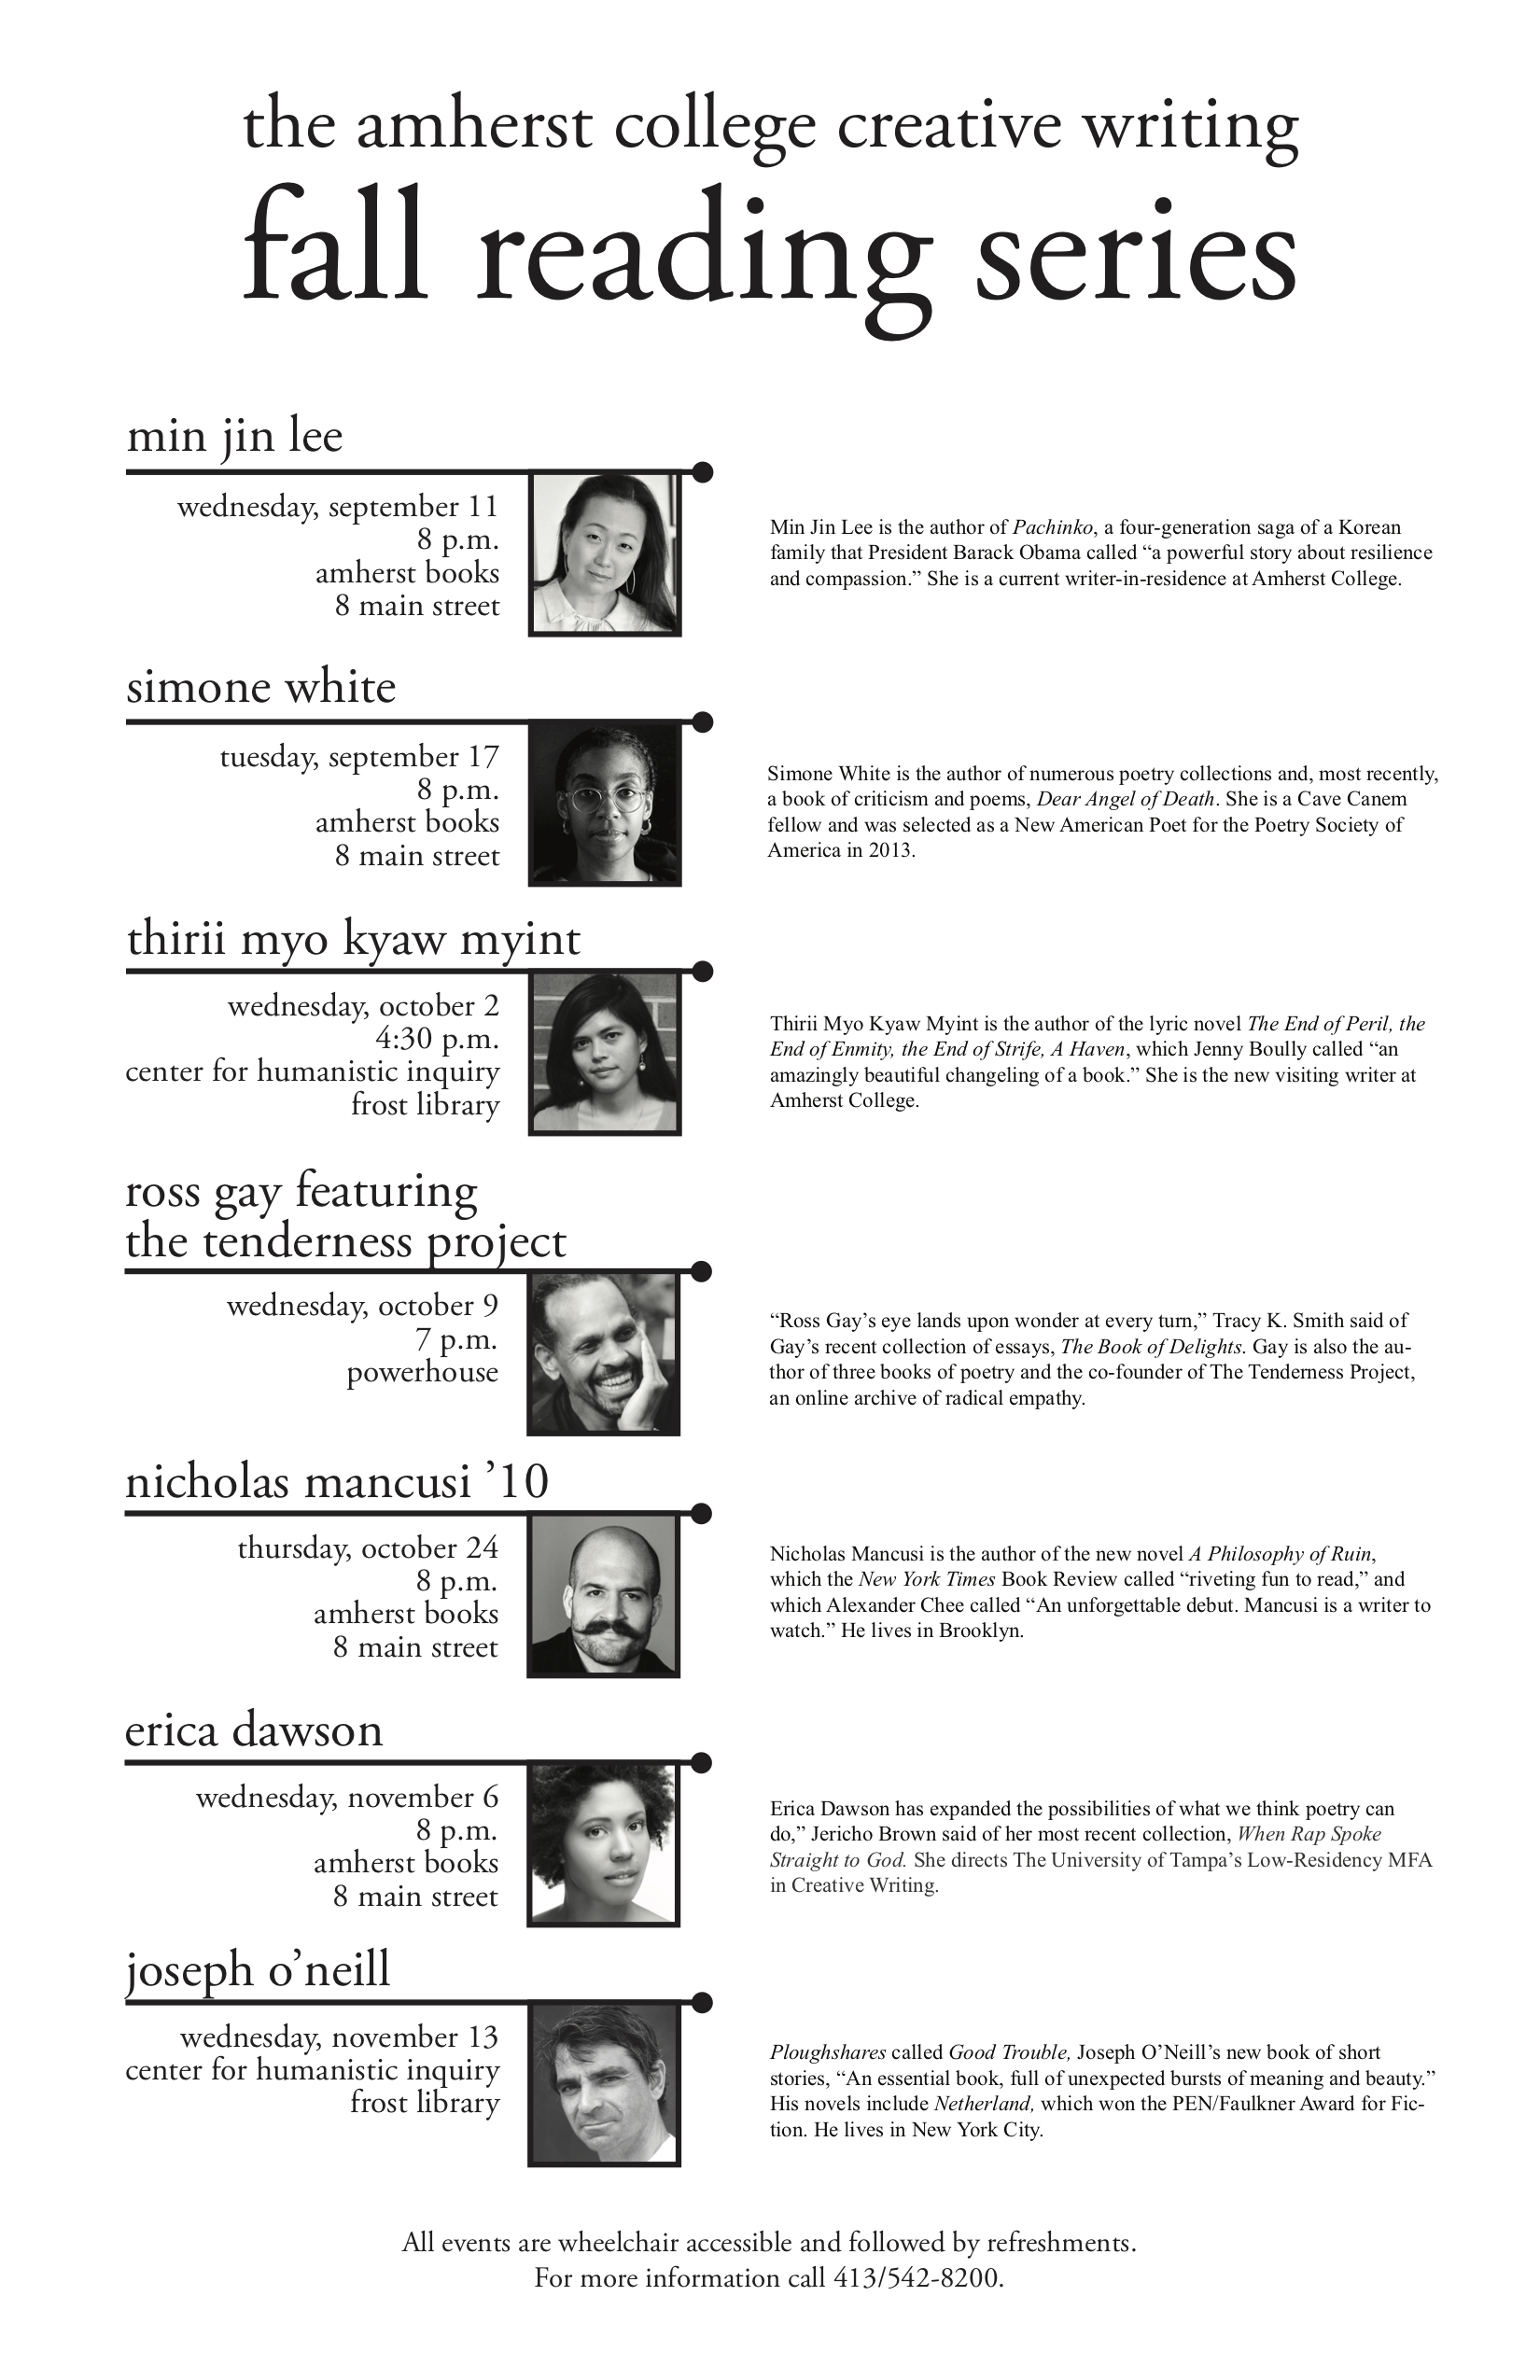 the amherst college creative writing
fall reading series
min jin lee
wednesday, september 11
8 p.m.
amherst books
8 main street
Min Jin Lee is the author of Pachinko, a four-generation saga of a Korean
family that President Barack Obama called “a powerful story about resilience
and compassion.” She is a current writer-in-residence at Amherst College.
simone white
tuesday, september 17
8 p.m.
amherst books
8 main street
Simone White is the author of numerous poetry collections and, most recently,
a book of criticism and poems, Dear Angel of Death. She is a Cave Canem
fellow and was selected as a New American Poet for the Poetry Society of
America in 2013.
thirii myo kyaw myint
wednesday, october 2
4:30 p.m.
center for humanistic inquiry
frost library
Thirii Myo Kyaw Myint is the author of the lyric novel The End of Peril, the
End of Enmity, the End of Strife, A Haven, which Jenny Boully called “an
amazingly beautiful changeling of a book.” She is the new visiting writer at
Amherst College.
ross gay featuring
the tenderness project
wednesday, october 9
7 p.m.
powerhouse
“Ross Gay’s eye lands upon wonder at every turn,” Tracy K. Smith said of
Gay’s recent collection of essays, The Book of Delights. Gay is also the au-
thor of three books of poetry and the co-founder of The Tenderness Project,
an online archive of radical empathy.
nicholas mancusi ’10
thursday, october 24
8 p.m.
amherst books
8 main street
Nicholas Mancusi is the author of the new novel A Philosophy of Ruin,
which the New York Times Book Review called “riveting fun to read,” and
which Alexander Chee called “An unforgettable debut. Mancusi is a writer to
watch.” He lives in Brooklyn.
erica dawson
wednesday, november 6
8 p.m.
amherst books
8 main street
Erica Dawson has expanded the possibilities of what we think poetry can
do,” Jericho Brown said of her most recent collection, When Rap Spoke
Straight to God. She directs The University of Tampa’s Low-Residency MFA
in Creative Writing.
joseph o’neill
wednesday, november 13
center for humanistic inquiry
frost library
Ploughshares called Good Trouble, Joseph O’Neill’s new book of short
stories, “An essential book, full of unexpected bursts of meaning and beauty.”
His novels include Netherland, which won the PEN/Faulkner Award for Fic-
tion. He lives in New York City.
All events are wheelchair accessible and followed by refreshments.
For more information call 413/542-8200.